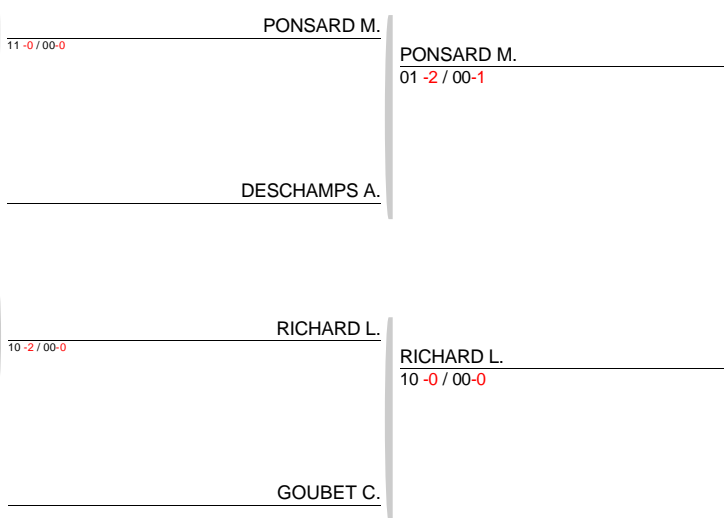 PONSARD M.
11 -0 / 00-0
PONSARD M.
01 -2 / 00-1
DESCHAMPS A.
RICHARD L.
10 -2 / 00-0
RICHARD L.
10 -0 / 00-0
GOUBET C.